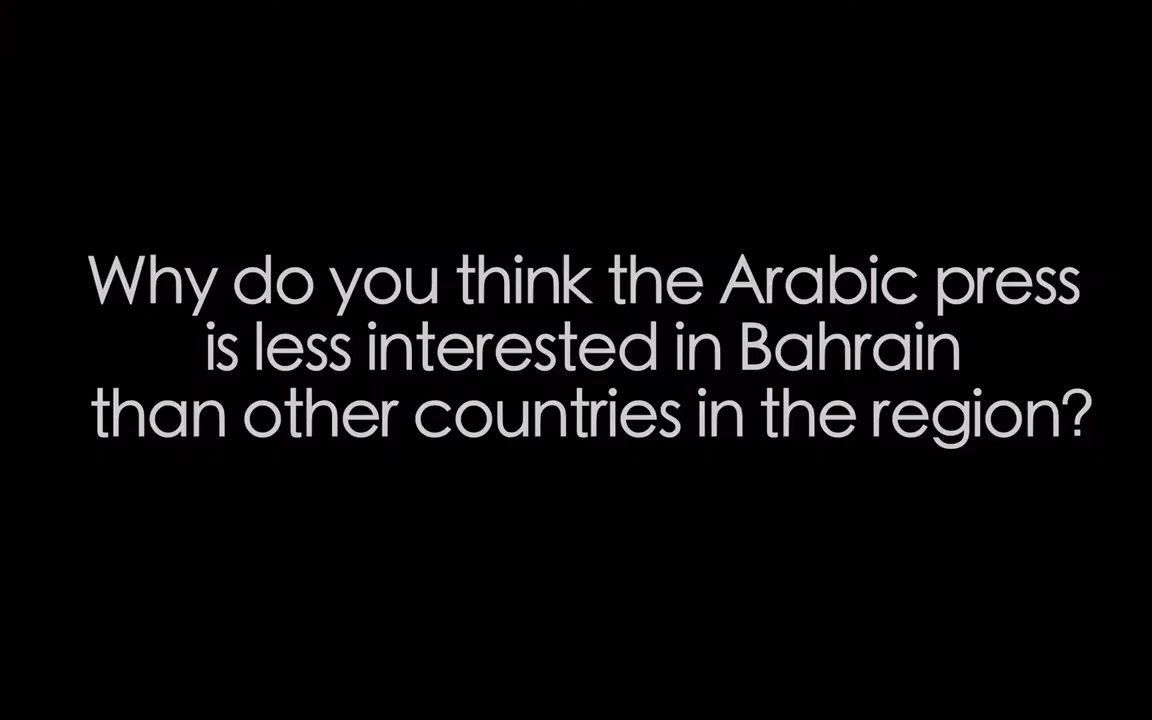 Why do you think the Arabic press
is less interested in Bahrain
than other countries in the region?